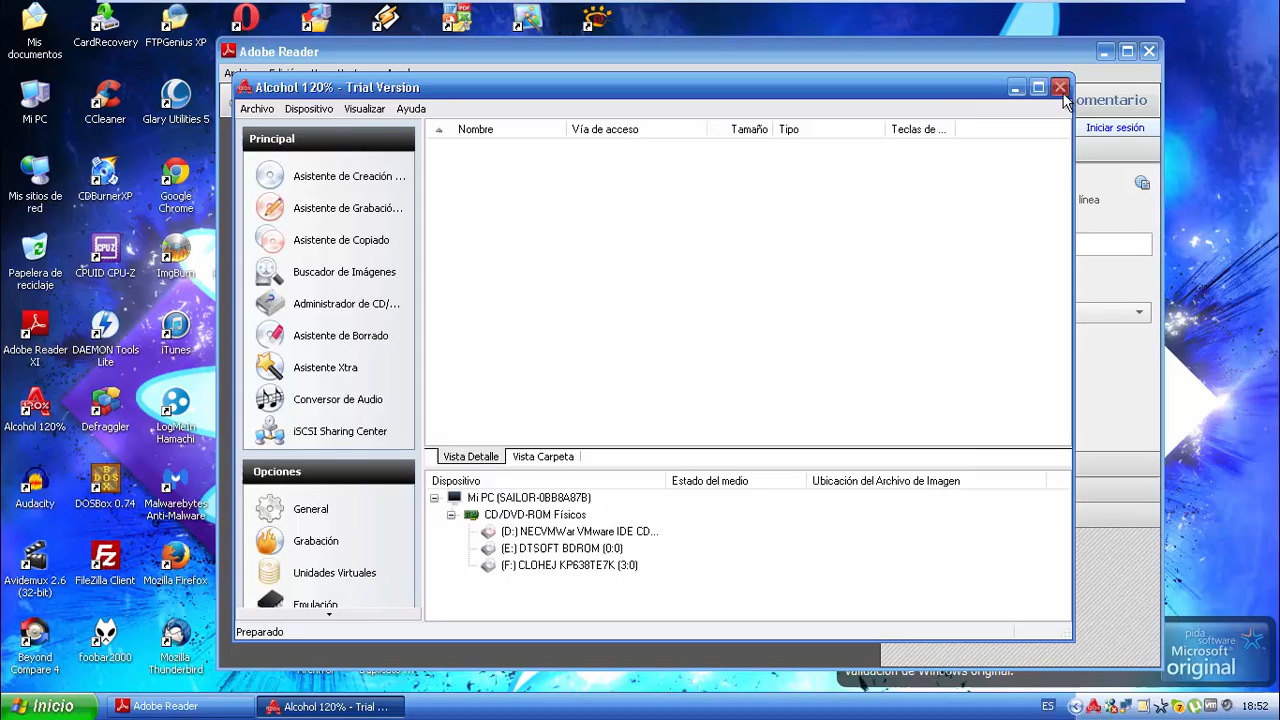 Mis documentos
CardRecovery
FTPGenius XP
Mi PC
CCleaner
Glary Utilities 5
Mis sitios de red
CDBurnerXP
Google Chrome
Papelera de reciclaje
CPUID CPU-Z
ImgBurn
Adobe Reader XI
DAEMON Tools Lite
iTunes
Alcohol 120%
Defraggler
LogMeIn Hamachi
Audacity
DOSBox 0.74
Malwarebytes Anti-Malware
Avidemux 2.6 (32-bit)
FileZilla Client
Mozilla Firefox
Beyond Compare 4
foobar2000
Mozilla Thunderbird
Adobe Reader
omentario
Iniciar sesión
línea
Alcohol 120% - Trial Version
Archivo Dispositivo Visualizar Ayuda
Principal
Asistente de Creación ...
Asistente de Grabació...
Asistente de Copiado
Buscador de Imágenes
Administrador de CD/...
Asistente de Borrado
Asistente Xtra
Conversor de Audio
iSCSI Sharing Center
Opciones
General
Grabación
Unidades Virtuales
Emulación
Nombre Vía de acceso Tamaño Tipo Teclas de ...
Vista Detalle Vista Carpeta
Dispositivo Estado del medio Ubicación del Archivo de Imagen
Mi PC (SAILOR-0BB8A87B)
CD/DVD-ROM Físicos
(D:) NECVMWar VMware IDE CD...
(E:) DTSOFT BDROM (0:0)
(F:) CLOHEJ KP638TE7K (3:0)
Preparado
pida software
Microsoft
original
validación de Windows original.
Inicio
Adobe Reader
Alcohol 120% - Trial ...
ES
18:52